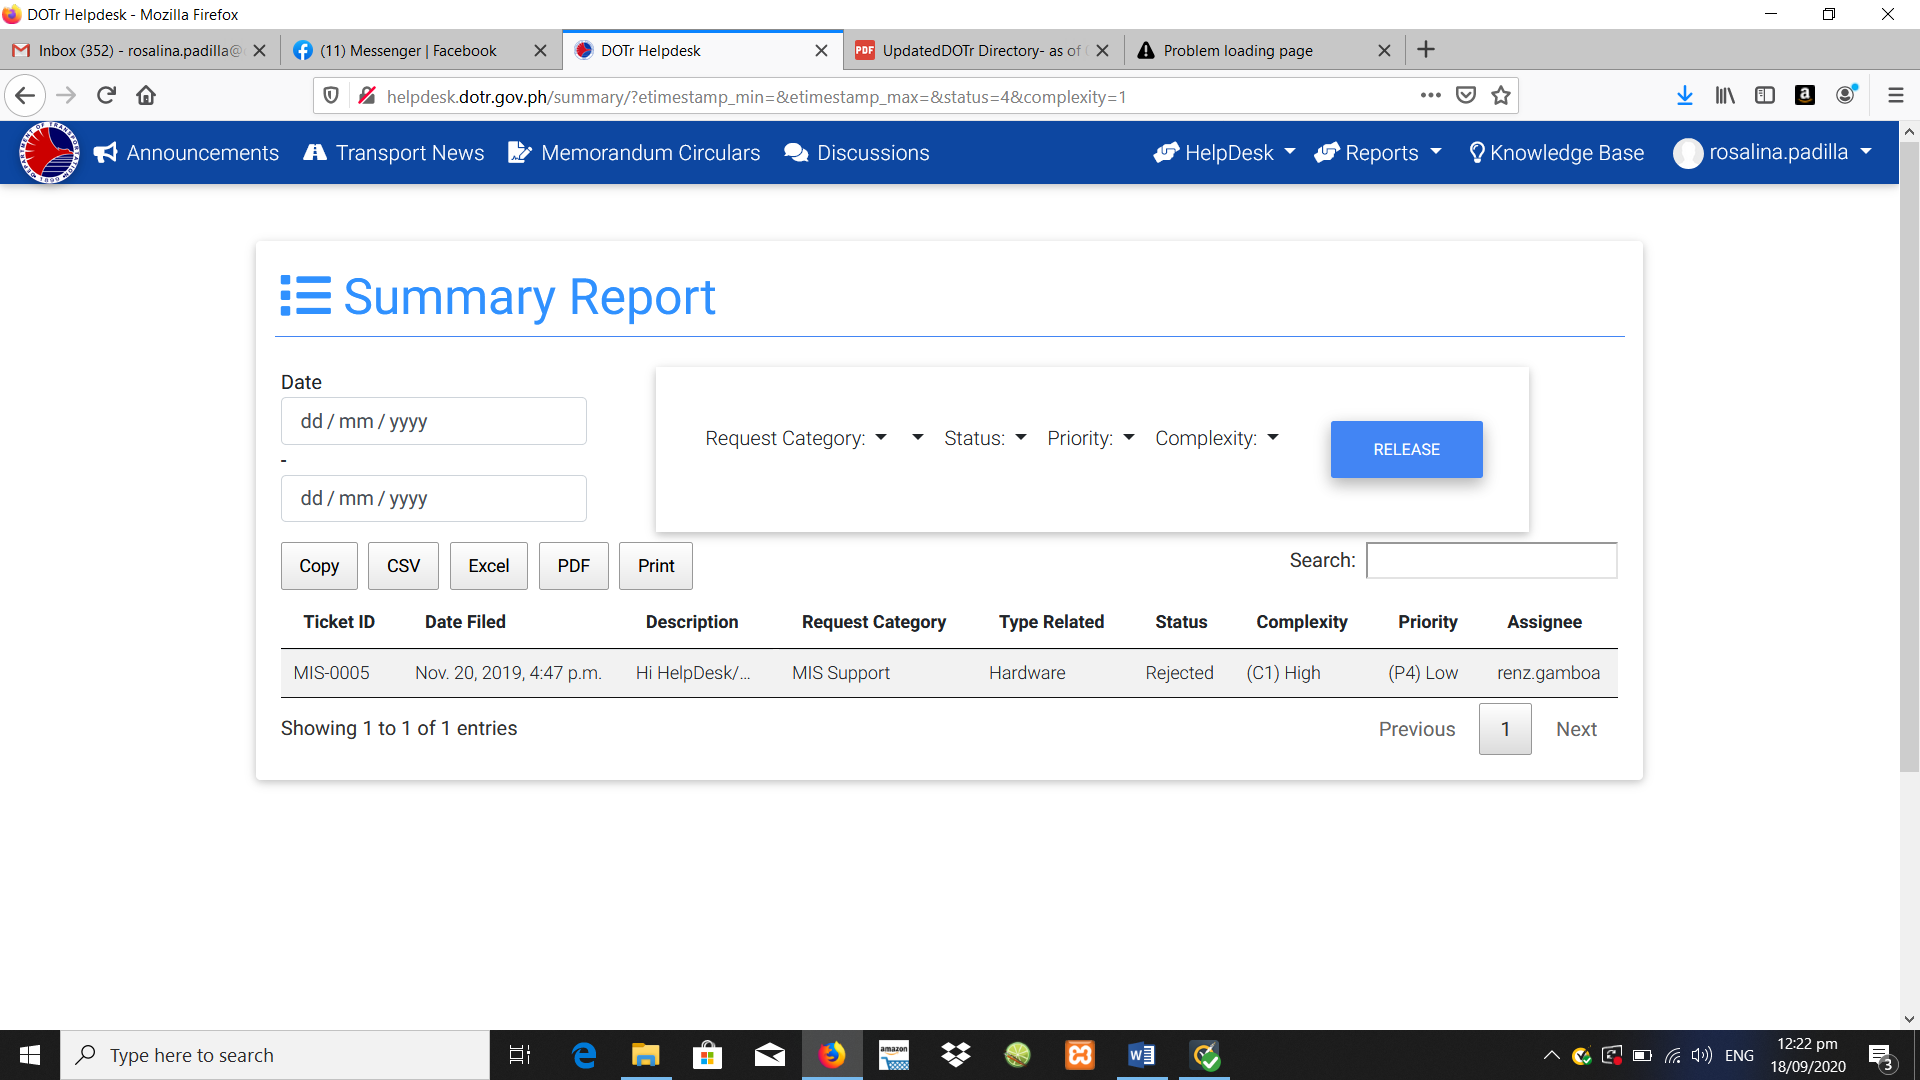 DOTr Helpdesk - Mozilla Firefox
Inbox (352) - rosalina.padilla@
(11) Messenger | Facebook
DOTr Helpdesk
PDF
UpdatedDOTr Directory- as of
Problem loading page
helpdesk.dotr.gov.ph/summary/?etimestamp_min=&etimestamp_max=&status=4&complexity=1
Announcements
Transport News
Memorandum Circulars
Discussions
HelpDesk
Reports
Knowledge Base
rosalina.padilla
Summary Report
Date
dd / mm / yyyy
-
dd / mm / yyyy
Request Category:
Status:
Priority:
Complexity:
RELEASE
Copy
CSV
Excel
PDF
Print
Search:
Ticket ID Date Filed Description Request Category Type Related Status Complexity Priority Assignee
MIS-0005 Nov. 20, 2019, 4:47 p.m. Hi HelpDesk/... MIS Support Hardware Rejected (C1) High (P4) Low renz.gamboa
Showing 1 to 1 of 1 entries
Previous 1 Next
Type here to search
amazon
ENG
12:22 pm
18/09/2020
3